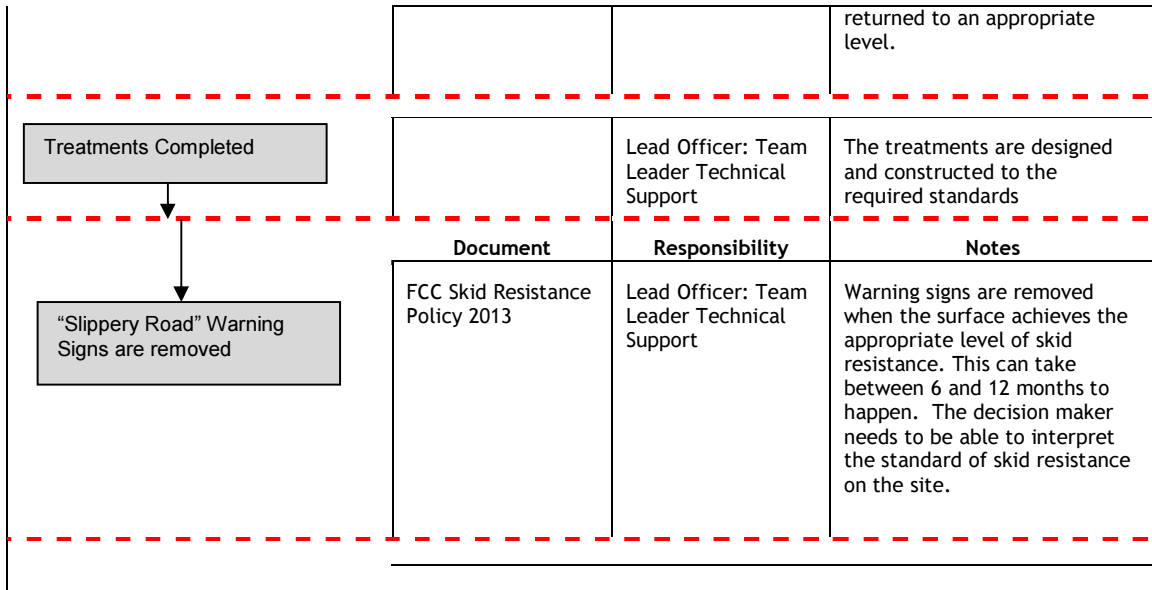 returned to an appropriate
level.
Treatments Completed
Lead Officer: Team
Leader Technical
Support
The treatments are designed
and constructed to the
required standards
Document
Responsibility
Notes
“Slippery Road” Warning
Signs are removed
FCC Skid Resistance
Policy 2013
Lead Officer: Team
Leader Technical
Support
Warning signs are removed
when the surface achieves the
appropriate level of skid
resistance. This can take
between 6 and 12 months to
happen. The decision maker
needs to be able to interpret
the standard of skid resistance
on the site.